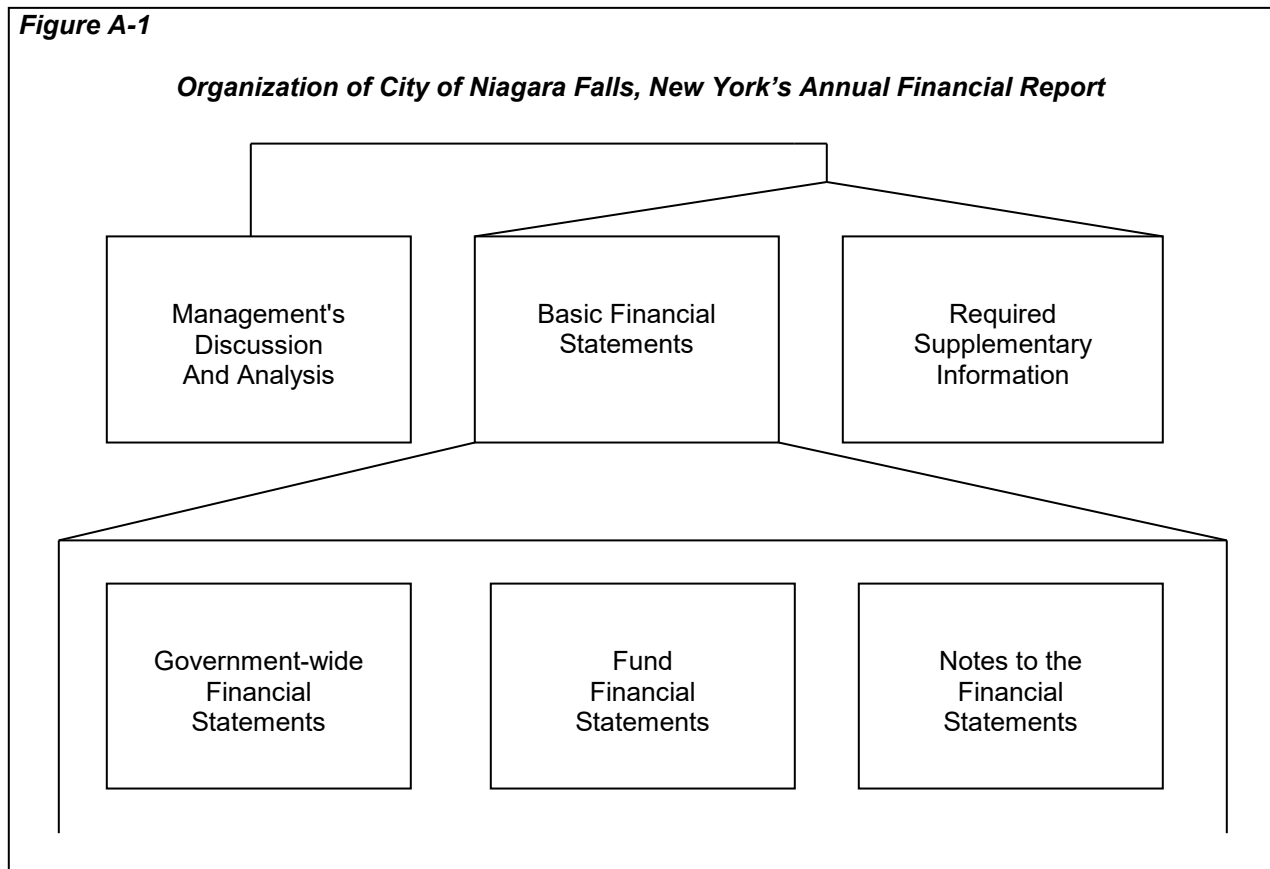 Figure A-1
Organization of City of Niagara Falls, New York’s Annual Financial Report
Management's
Discussion
And Analysis
Basic Financial
Statements
Required
Supplementary
Information
Government-wide
Financial
Statements
Fund
Financial
Statements
Notes to the
Financial
Statements